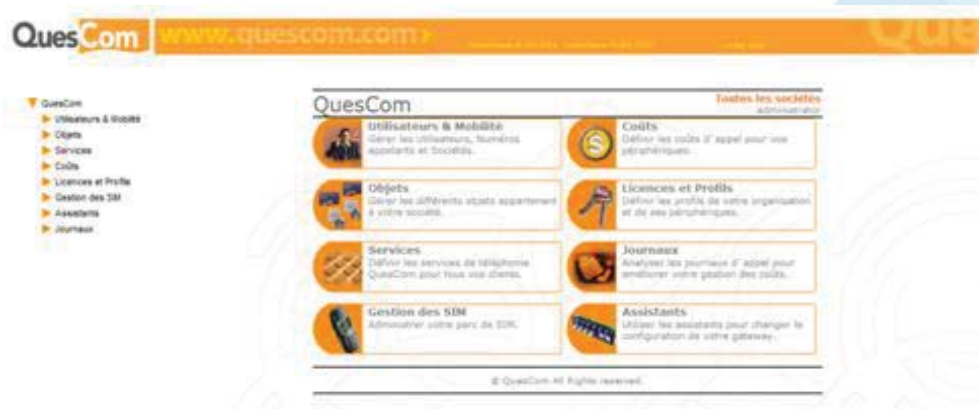 QuesCom www.quescom.com
QuesCom
Utilisateurs & Mobilité
Objets
Services
Coûts
Licences et Profils
Gestion des SIM
Assistants
Journaux
QuesCom
Toutes les sociétés
administrator
Utilisateurs & Mobilité
Gérer les Utilisateurs, Numéros
appelants et Sociétés.
Coûts
Définir les coûts d'appel pour vos
périphériques.
Objets
Gérer les différents objets appartenant
à votre société.
Licences et Profils
Définir les profils de votre organisation
et de ses périphériques.
Services
Définir les services de téléphonie
QuesCom pour tous vos clients.
Journaux
Analyser les journaux d'appel pour
améliorer votre gestion des coûts.
Gestion des SIM
Administrer votre parc de SIM.
Assistants
Utiliser les assistants pour changer la
configuration de votre gateway.
© QuesCom All Rights reserved.